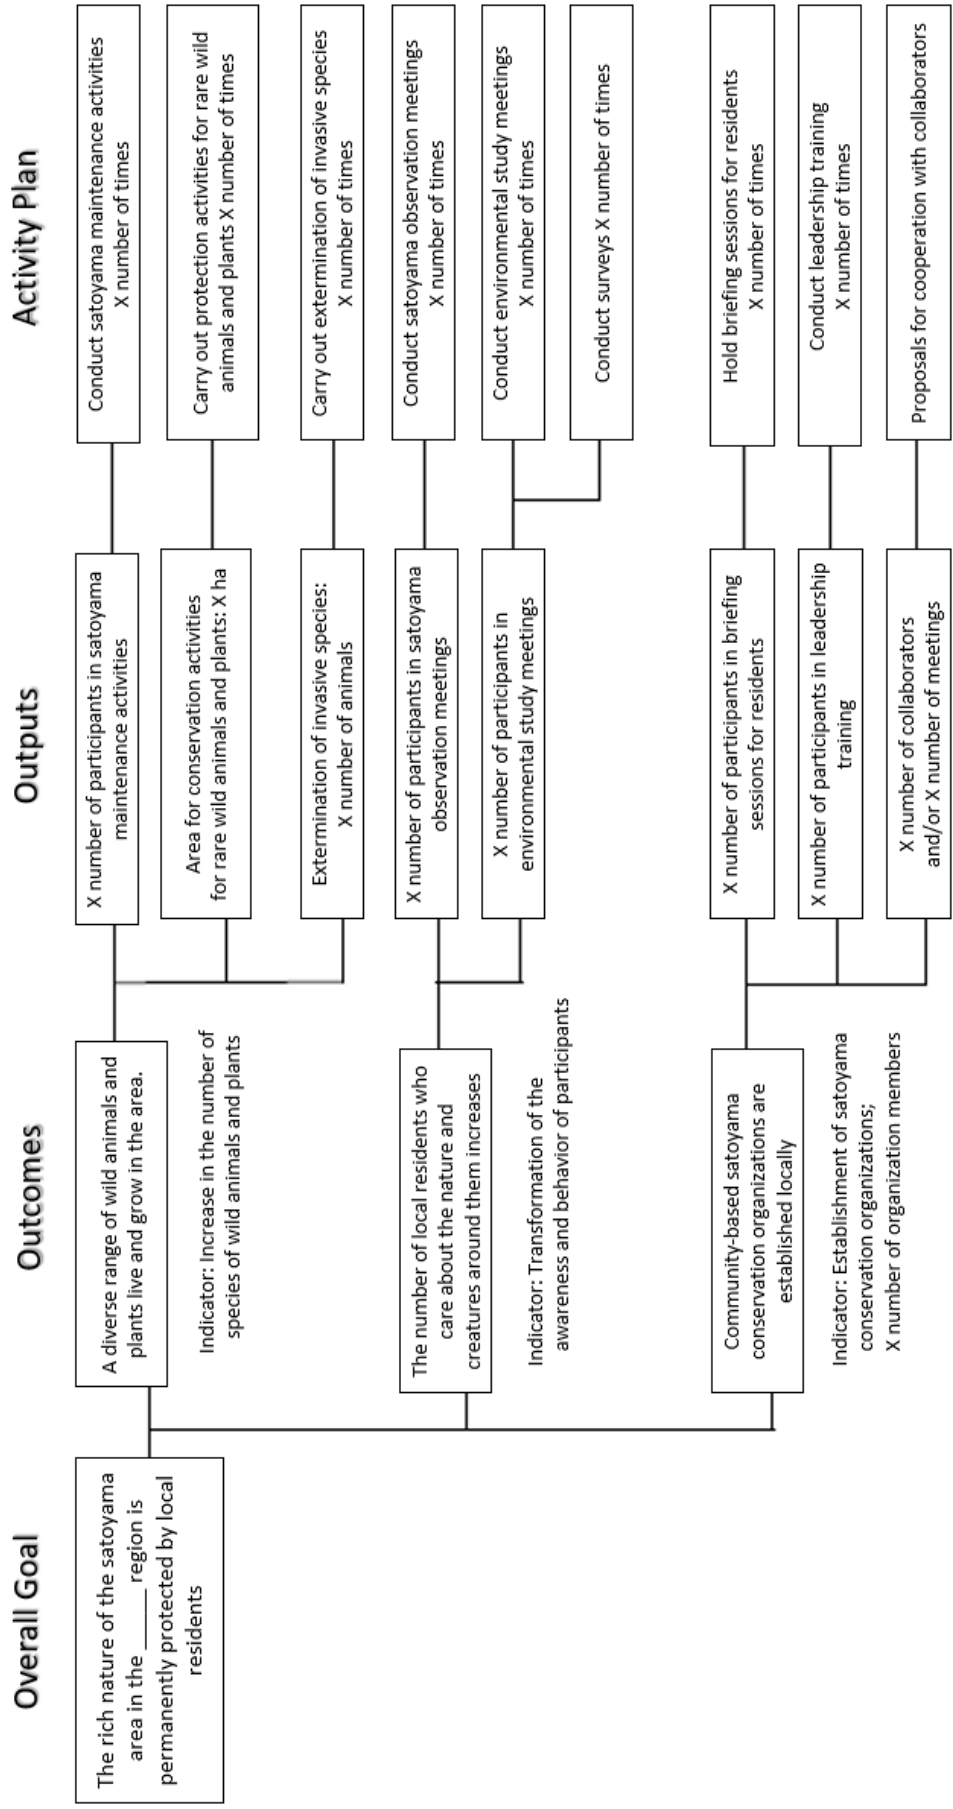 Overall Goal
Outcomes
Outputs
Activity Plan
The rich nature of the satoyama
area in the ______ region is
permanently protected by local
residents
A diverse range of wild animals and
plants live and grow in the area.
Indicator: Increase in the number of
species of wild animals and plants
The number of local residents who
care about the nature and
creatures around them increases
Indicator: Transformation of the
awareness and behavior of participants
Community-based satoyama
conservation organizations are
established locally
Indicator: Establishment of satoyama
conservation organizations;
X number of organization members
X number of participants in satoyama
maintenance activities
Area for conservation activities
for rare wild animals and plants: X ha
Extermination of invasive species:
X number of animals
X number of participants in satoyama
observation meetings
X number of participants in
environmental study meetings
X number of participants in briefing
sessions for residents
X number of participants in leadership
training
X number of collaborators
and/or X number of meetings
Conduct satoyama maintenance activities
X number of times
Carry out protection activities for rare wild
animals and plants X number of times
Carry out extermination of invasive species
X number of times
Conduct satoyama observation meetings
X number of times
Conduct environmental study meetings
X number of times
Conduct surveys X number of times
Hold briefing sessions for residents
X number of times
Conduct leadership training
X number of times
Proposals for cooperation with collaborators